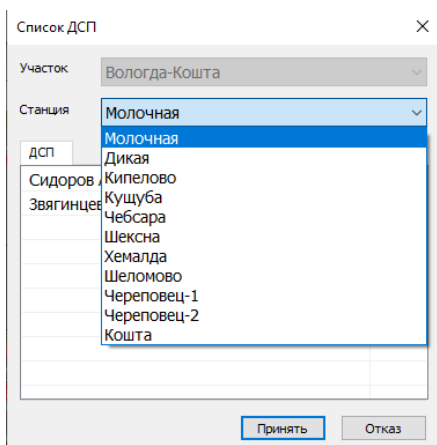 Список ДСП
Участок
Вологда-Кошта
Станция
Молочная
Молочная
Дикая
Кипелово
Кущуба
Чебсара
Шексна
Хемалда
Шеломово
Череповец-1
Череповец-2
Кошта
ДСП
Сидоров
Звягинцев
Принять
Отказ